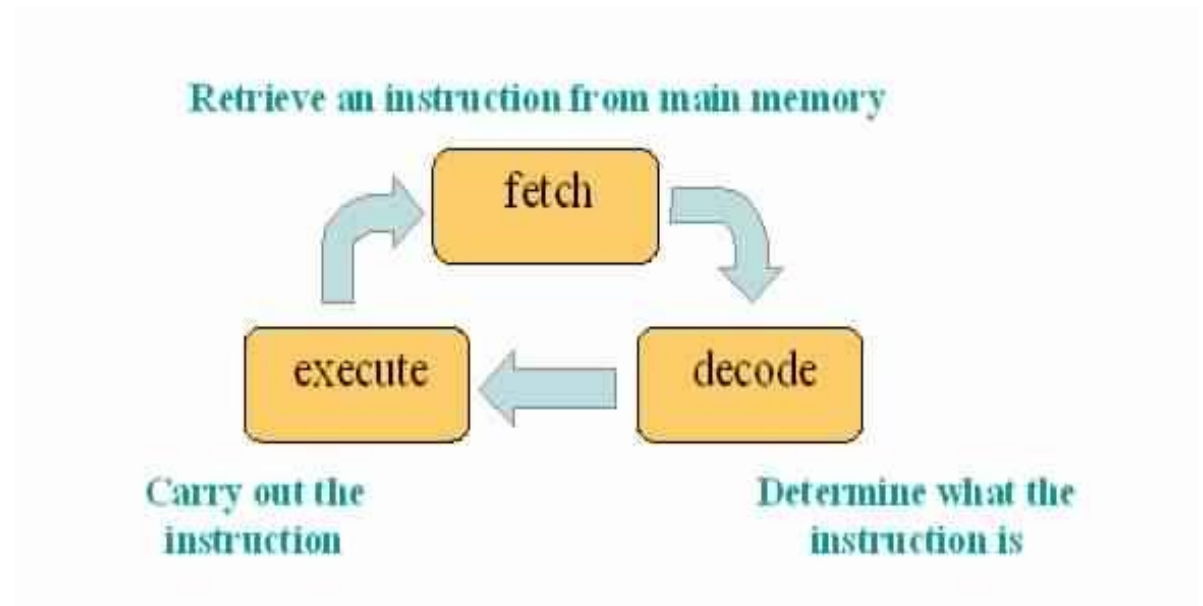 Retrieve an instruction from main memory
fetch
execute
decode
Carry out the
instruction
Determine what the
instruction is